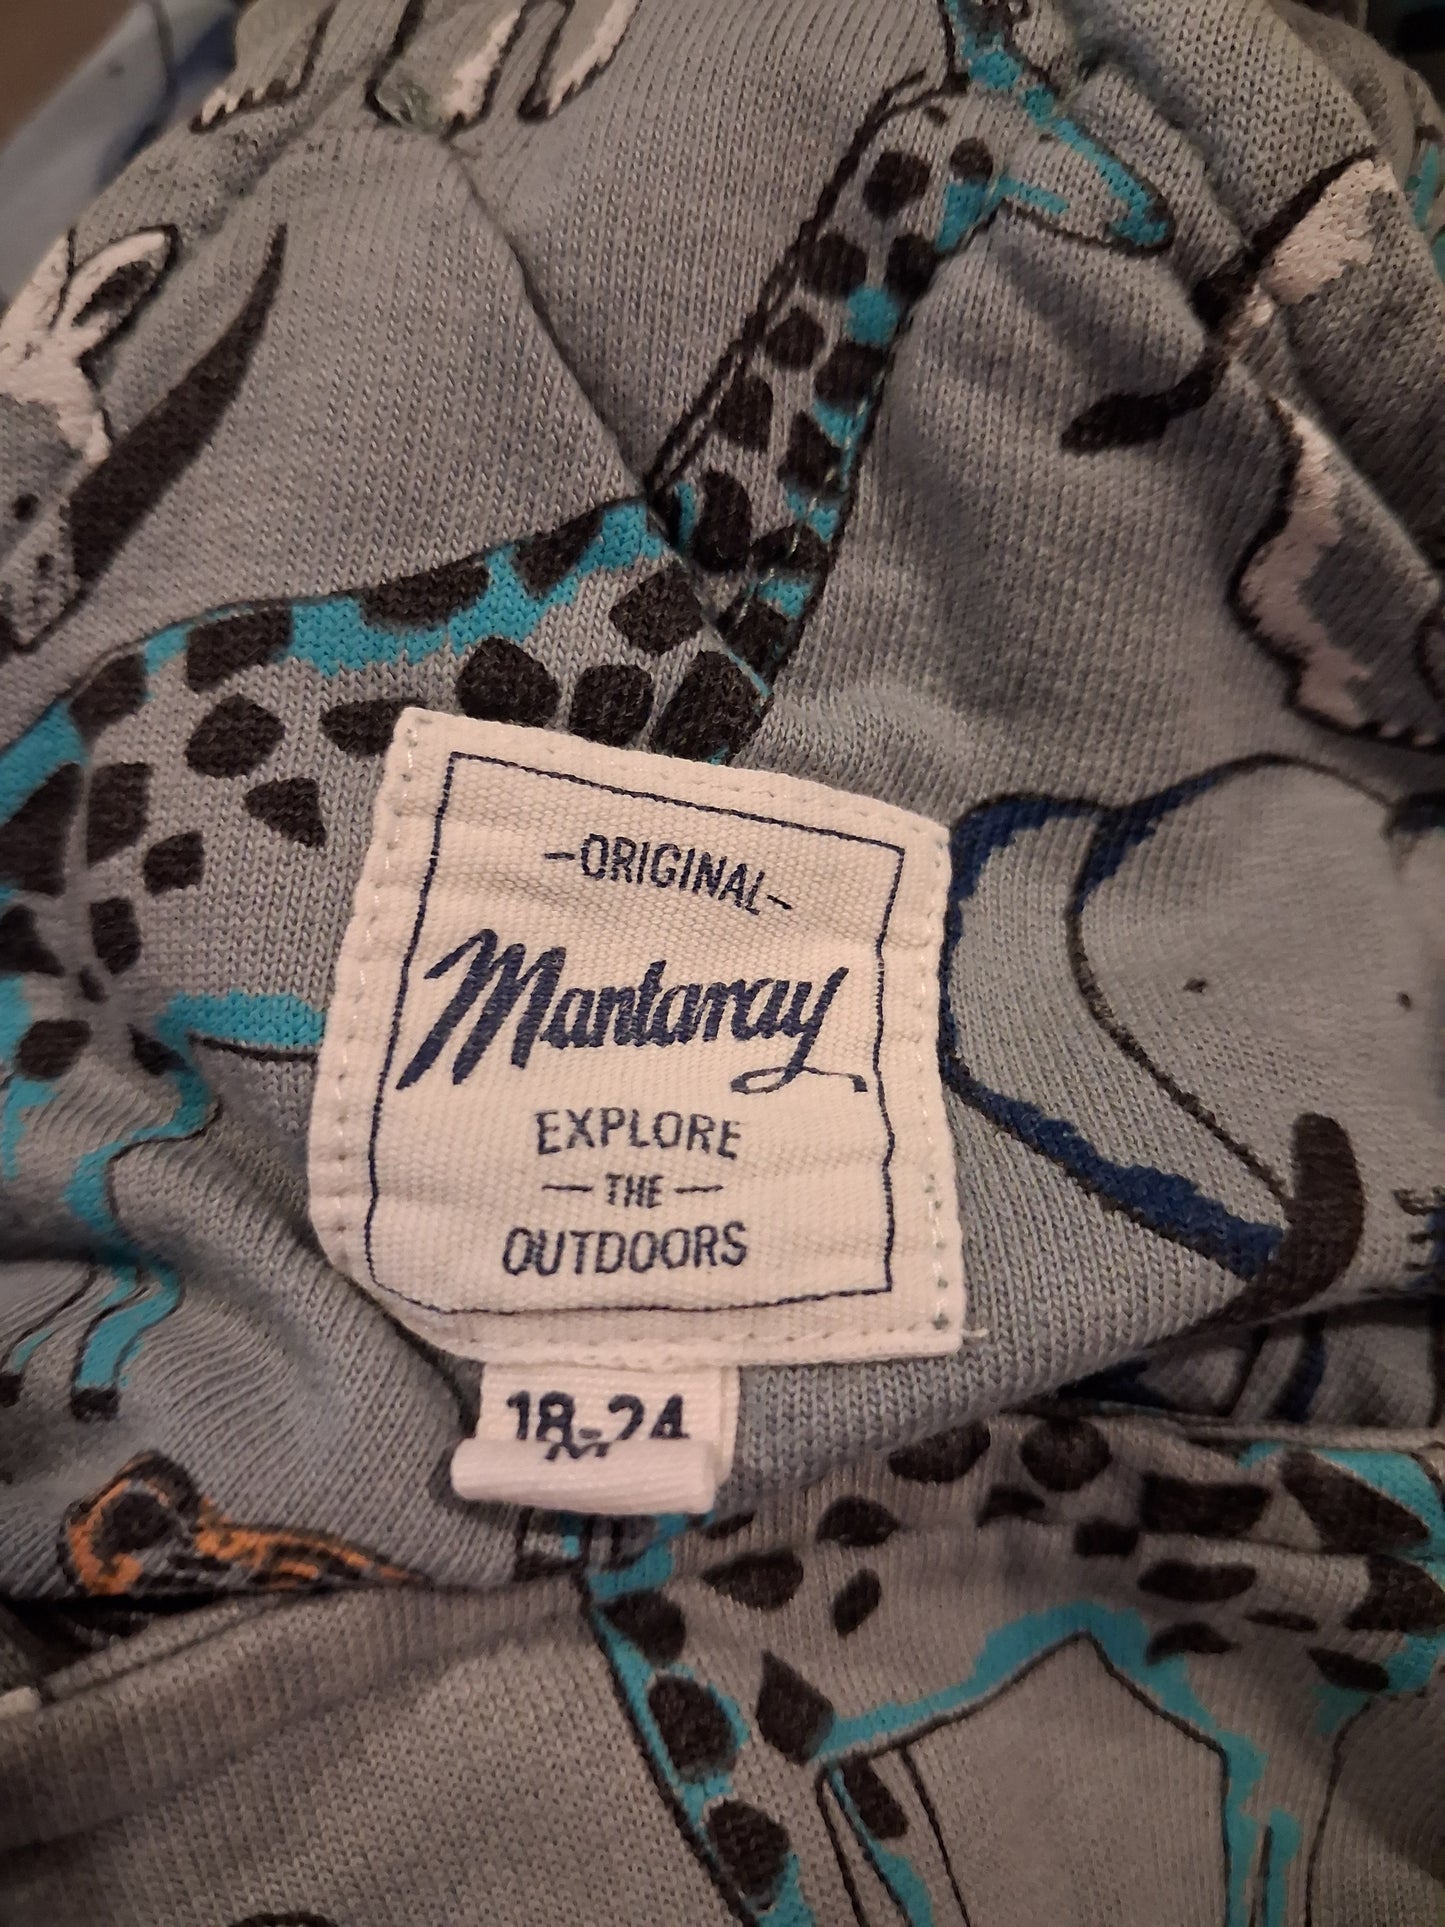 -ORIGINAL-
Mantaray
EXPLORE
— THE —
OUTDOORS
18-24